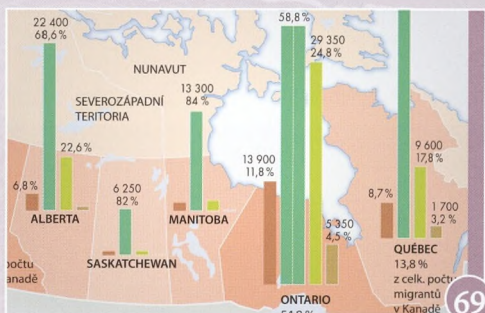 22 400
68,6%
NUNAVUT
SEVEROZÁPADNÍ
TERITORIA
58,8%
29 350
24,8%
13 300
84 %
22,6%
6,8%
ALBERTA
6 250
82 %
SASKATCHEWAN
MANITOBA
13 900
11,8%
5 350
4,5%
ONTARIO
9 600
17,8%
8,7%
1 700
3,2%
QUÉBEC
13,8%
z celk. počtu
migrantů
v Kanadě
počtu
anadě
69